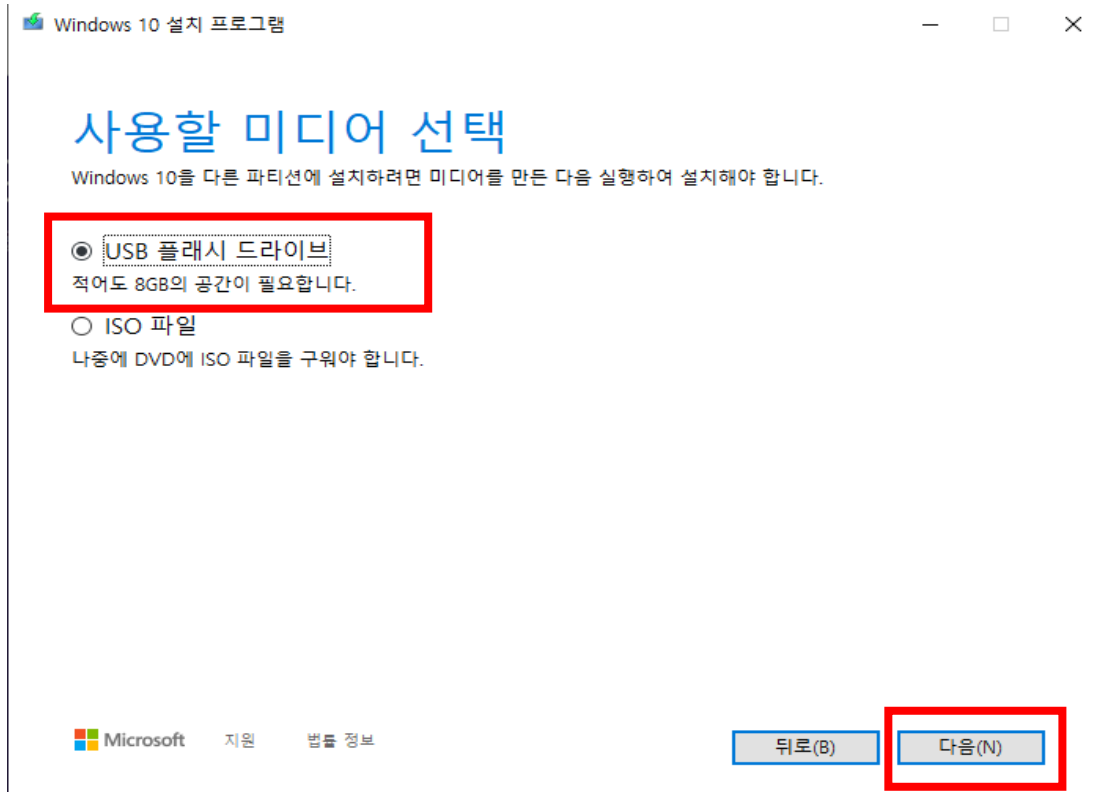 Windows 10 설치 프로그램
사용할 미디어 선택
Windows 10을 다른 파티션에 설치하려면 미디어를 만든 다음 실행하여 설치해야 합니다.
USB 플래시 드라이브
적어도 8GB의 공간이 필요합니다.
ISO 파일
나중에 DVD에 ISO 파일을 구워야 합니다.
Microsoft 지원 법률 정보 뒤로(B) 다음(N)